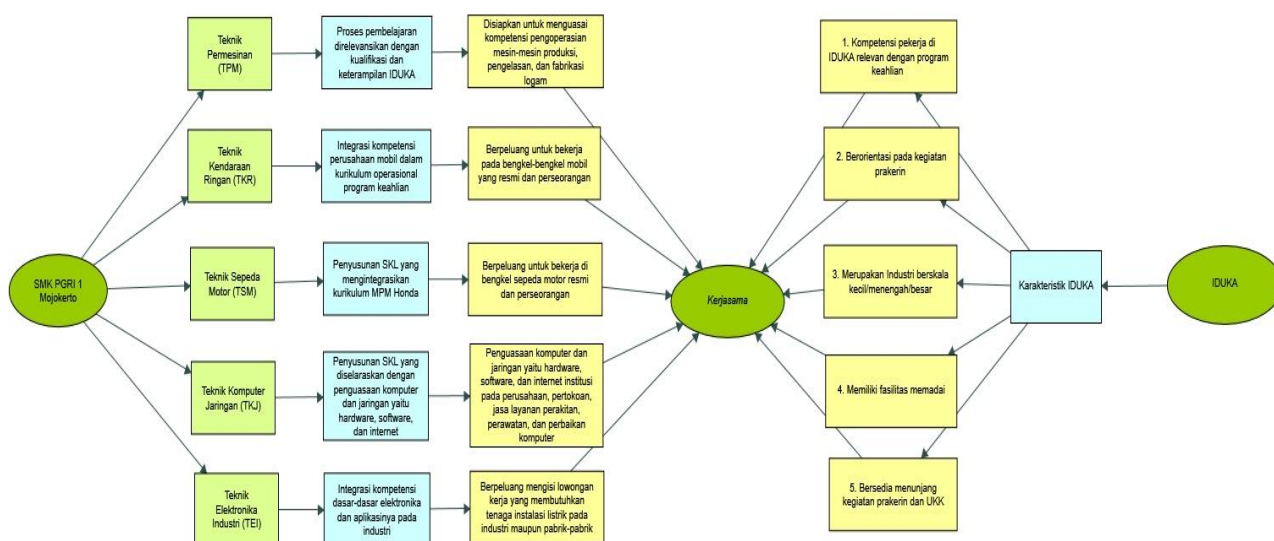 SMK PGRI 1
Mojokerto
Teknik
Permesinan
(TPM)
Proses pembelajaran
direlevansikan dengan
kualifikasi dan
keterampilan IDUKA
Disiapkan untuk menguasai
kompetensi pengoperasian
mesin-mesin produksi,
pengelasan, dan fabrikasi
logam
Teknik
Kendaraan
Ringan (TKR)
Integrasi kompetensi
perusahaan mobil dalam
kurikulum operasional
program keahlian
Berpeluang untuk bekerja
pada bengkel-bengkel mobil
yang resmi dan perseorangan
Teknik Sepeda
Motor (TSM)
Penyusunan SKL yang
mengintegrasikan
kurikulum MPM Honda
Berpeluang untuk bekerja di
bengkel sepeda motor resmi
dan perseorangan
Teknik Komputer
Jaringan (TKJ)
Penyusunan SKL yang
diselaraskan dengan
penguasaan komputer
dan jaringan yaitu
hardware, software,
dan internet
Penguasaan komputer dan
jaringan yaitu hardware,
software, dan internet institusi
pada perusahaan, pertokoan,
jasa layanan perakitan,
perawatan, dan perbaikan
komputer
Teknik
Elektronika
Industri (TEI)
Integrasi kompetensi
dasar-dasar elektronika
dan aplikasinya pada
industri
Berpeluang mengisi lowongan
kerja yang membutuhkan
tenaga instalasi listrik pada
industri maupun pabrik-pabrik
Kerjasama
1. Kompetensi pekerja di
IDUKA relevan dengan program
keahlian
2. Berorientasi pada kegiatan
prakerin
3. Merupakan Industri berskala
kecil/menengah/besar
4. Memiliki fasilitas memadai
5. Bersedia menunjang
kegiatan prakerin dan UKK
Karakteristik IDUKA
IDUKA